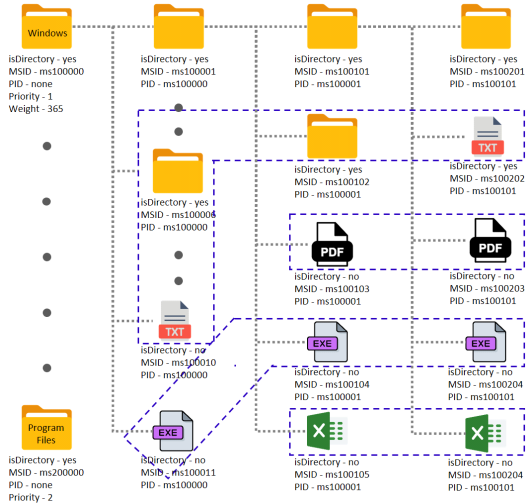 Windows
isDirectory - yes
MSID - ms100000
PID - none
Priority - 1
Weight - 365
isDirectory - yes
MSID - ms100001
PID - ms100000
isDirectory - yes
MSID - ms100101
PID - ms100001
isDirectory - yes
MSID - ms100201
PID - ms100101
isDirectory - yes
MSID - ms100006
PID - ms100000
isDirectory - yes
MSID - ms100102
PID - ms100001
TXT
isDirectory - yes
MSID - ms100202
PID - ms100101
PDF
isDirectory - no
MSID - ms100103
PID - ms100001
PDF
isDirectory - no
MSID - ms100203
PID - ms100101
TXT
isDirectory - no
MSID - ms100010
PID - ms100000
EXE
isDirectory - no
MSID - ms100104
PID - ms100001
EXE
isDirectory - no
MSID - ms100204
PID - ms100101
Program
Files
isDirectory - yes
MSID - ms200000
PID - none
Priority - 2
EXE
isDirectory - no
MSID - ms100011
PID - ms100000
X
isDirectory - no
MSID - ms100105
PID - ms100001
X
isDirectory - no
MSID - ms100204
PID - ms100101